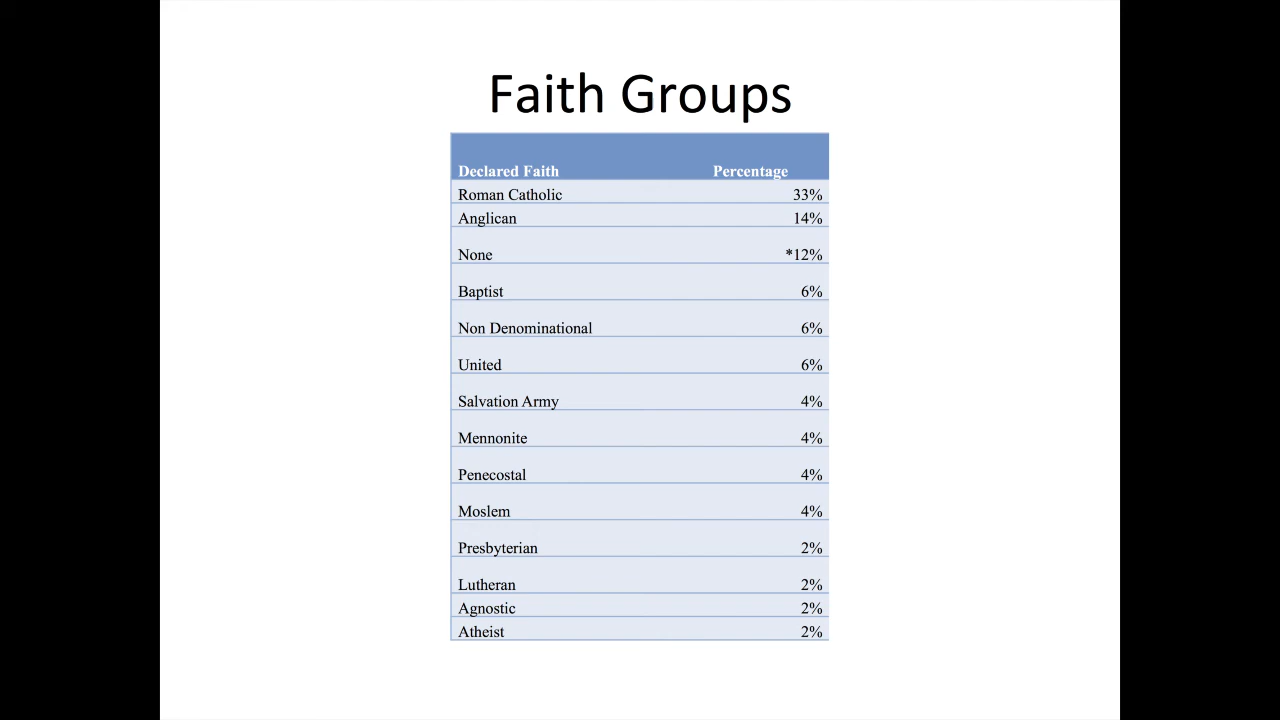 Faith Groups
Declared Faith Percentage
Roman Catholic 33%
Anglican 14%
None *12%
Baptist 6%
Non Denominational 6%
United 6%
Salvation Army 4%
Mennonite 4%
Penecostal 4%
Moslem 4%
Presbyterian 2%
Lutheran 2%
Agnostic 2%
Atheist 2%